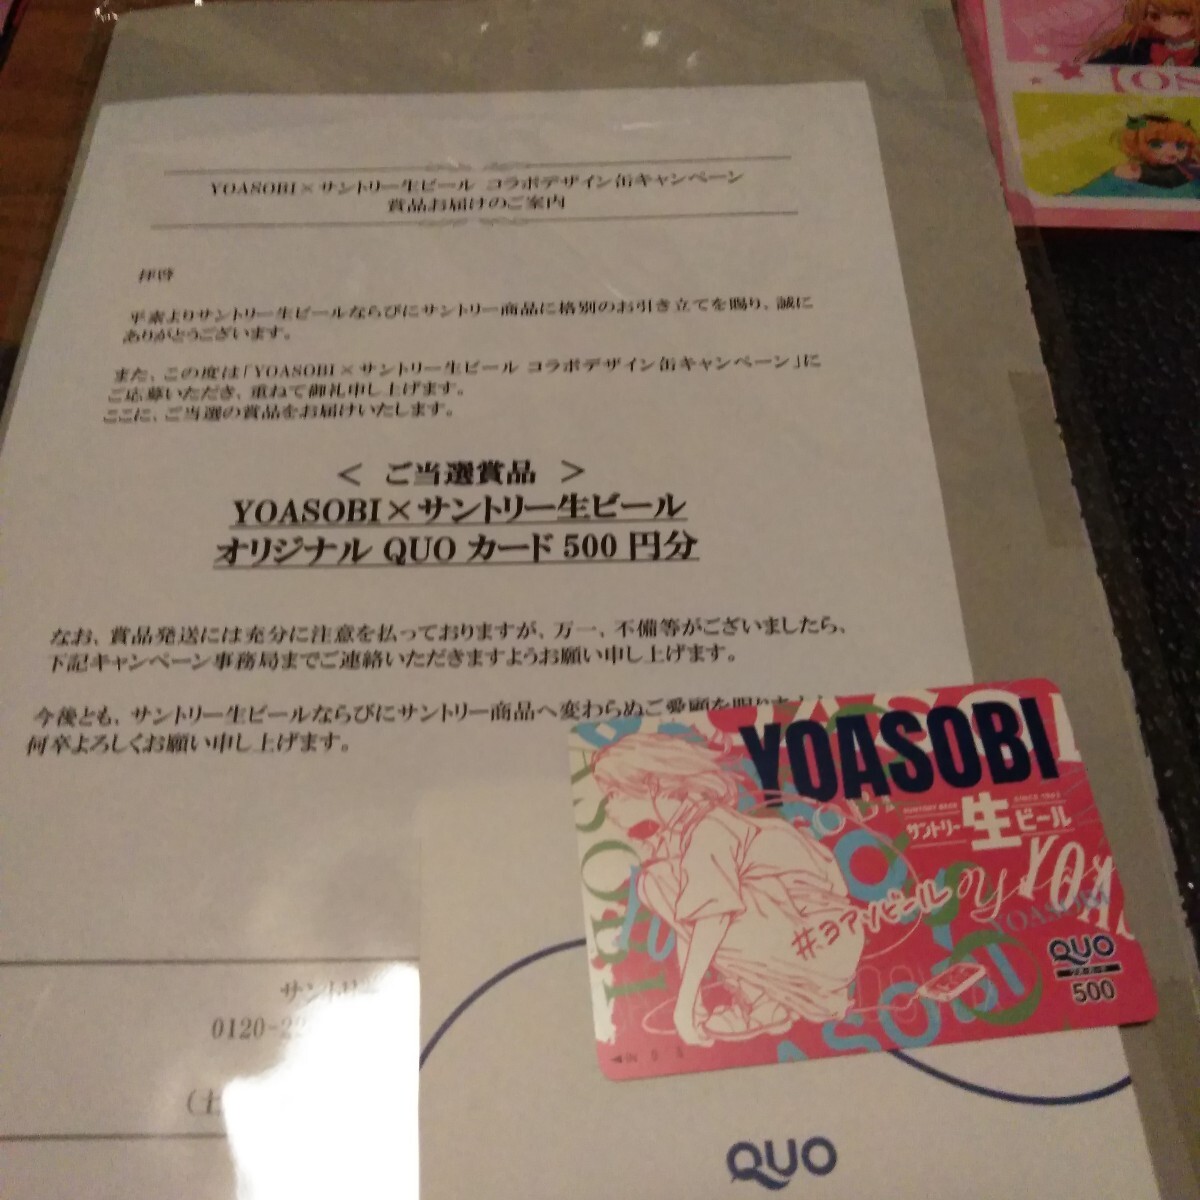 YOASOBI×サントリー生ビール コラボデザイン缶キャンペーン
賞品お届けのご案内
拝啓
平素よりサントリー生ビールならびにサントリー商品に格別のお引き立てを賜り、誠に
ありがとうございます。
また、この度は「YOASOBI×サントリー生ビール コラボデザイン缶キャンペーン」に
ご応募いただき、重ねて御礼申し上げます。
ここに、ご当選の賞品をお届けいたします。
＜ ご当選賞品 ＞
YOASOBI×サントリー生ビール
オリジナル QUO カード 500 円分
なお、賞品発送には充分に注意を払っておりますが、万一、不備等がございましたら、
下記キャンペーン事務局までご連絡いただきますようお願い申し上げます。
今後とも、サントリー生ビールならびにサントリー商品へ変わらぬご愛顧を賜りますよ
何卒よろしくお願い申し上げます。
サントリ
0120-22
(土
YOASOBI
サントリー生ビール
#ヨアソビール
YOASOBI
QUO
500
QUO